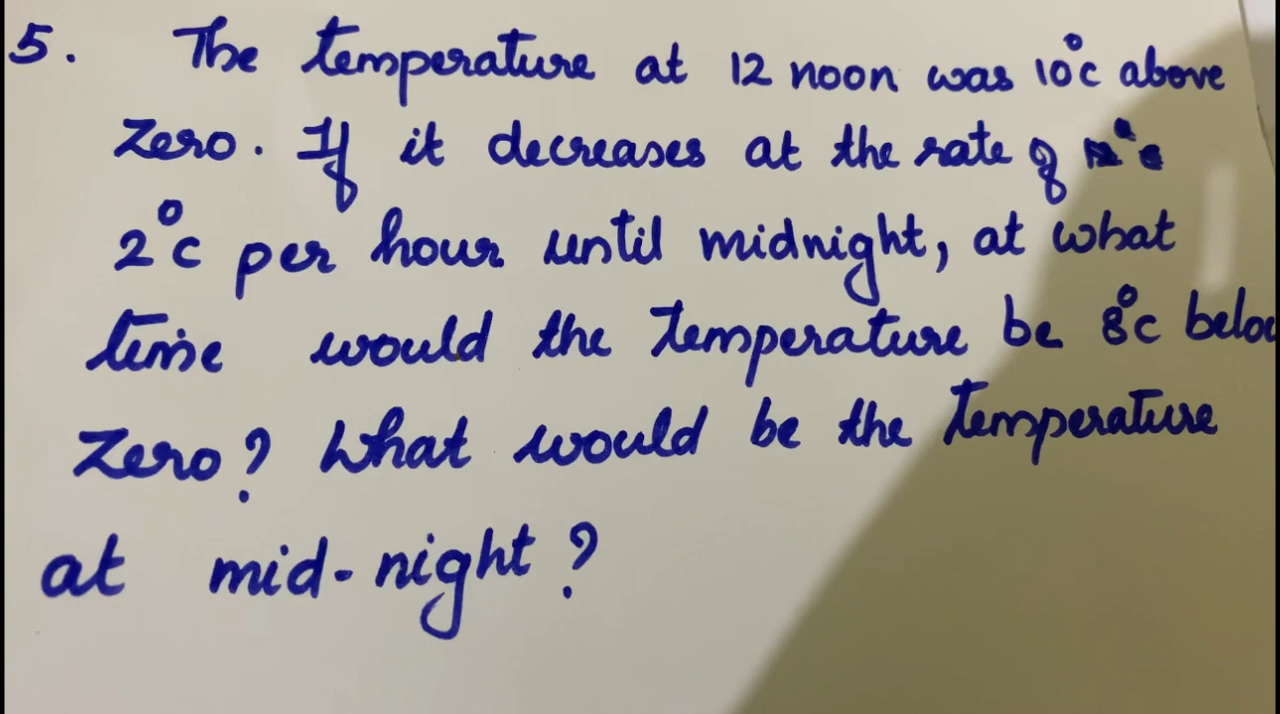 5. The temperature at 12 noon was 10°c above
Zero. If it decreases at the rate of
2°c per hour until midnight, at what
time would the temperature be 8°c below
Zero? What would be the temperature
at mid-night?